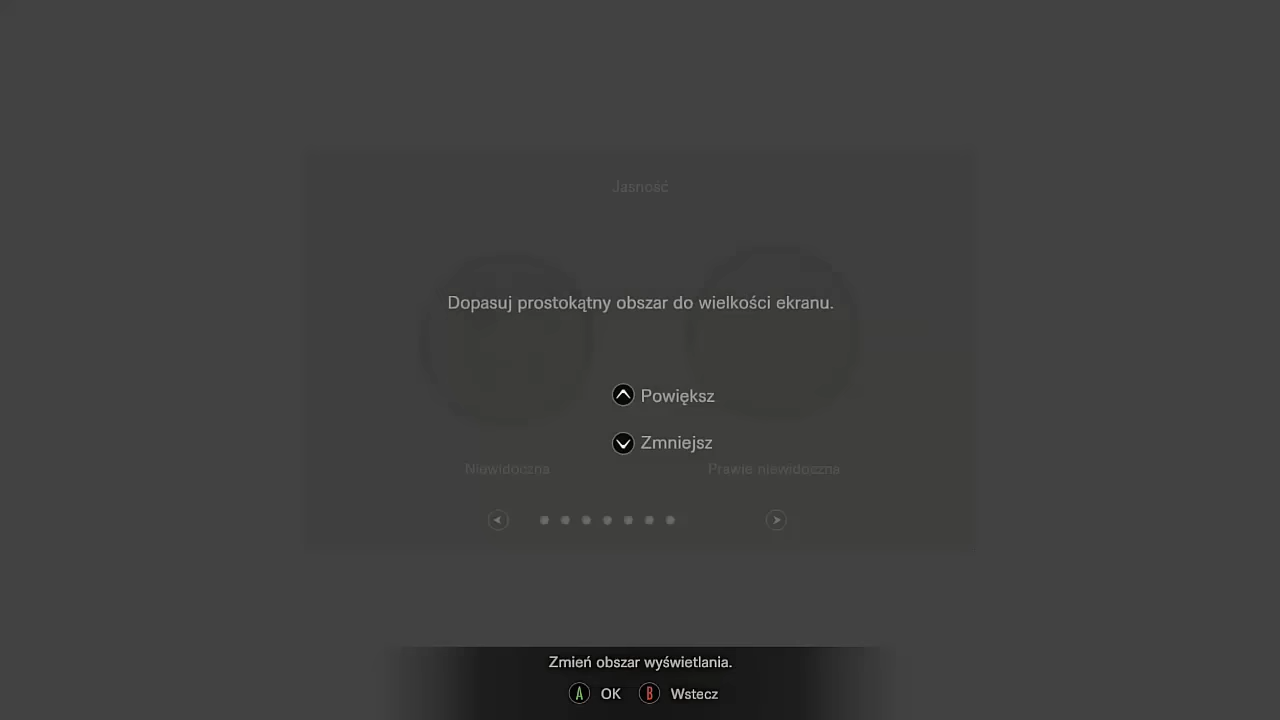 Jasność
Dopasuj prostokątny obszar do wielkości ekranu.
Powiększ
Zmniejsz
Niewidoczna Prawie niewidoczna
Zmień obszar wyświetlania.
A OK B Wstecz